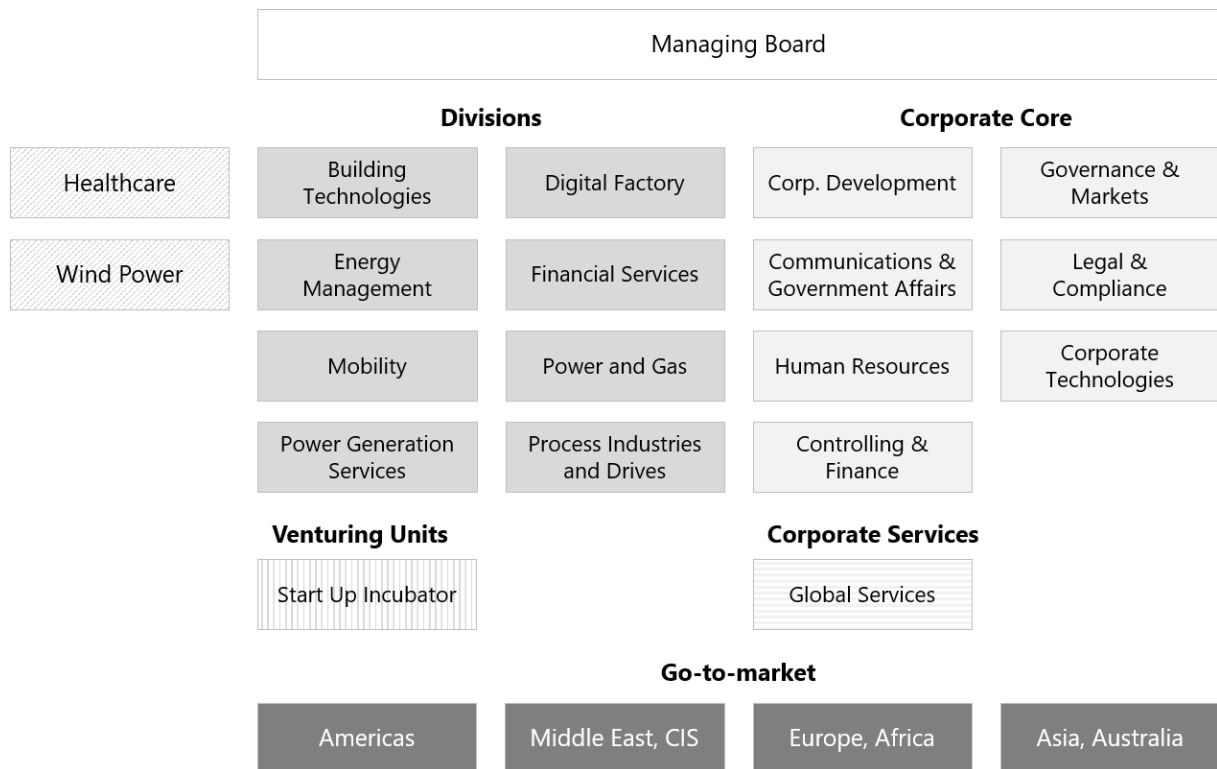 Managing Board
Divisions
Corporate Core
Healthcare
Building
Technologies
Digital Factory
Corp. Development
Governance &
Markets
Wind Power
Energy
Management
Financial Services
Communications &
Government Affairs
Legal &
Compliance
Mobility
Power and Gas
Human Resources
Corporate
Technologies
Power Generation
Services
Process Industries
and Drives
Controlling &
Finance
Venturing Units
Corporate Services
Start Up Incubator
Global Services
Go-to-market
Americas
Middle East, CIS
Europe, Africa
Asia, Australia